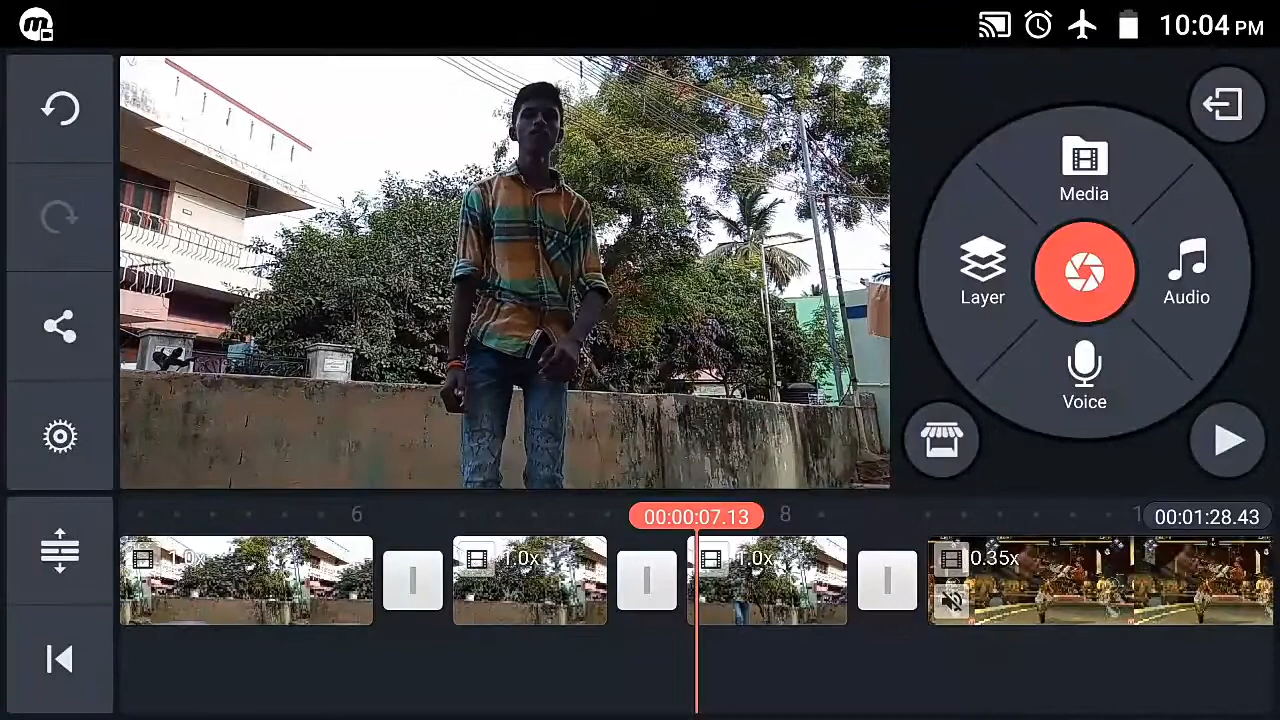 10:04 PM
Media
Layer
Audio
Voice
6
00:00:07.13
8
1
00:01:28.43
1.0x
1.0x
1.0x
0.35x